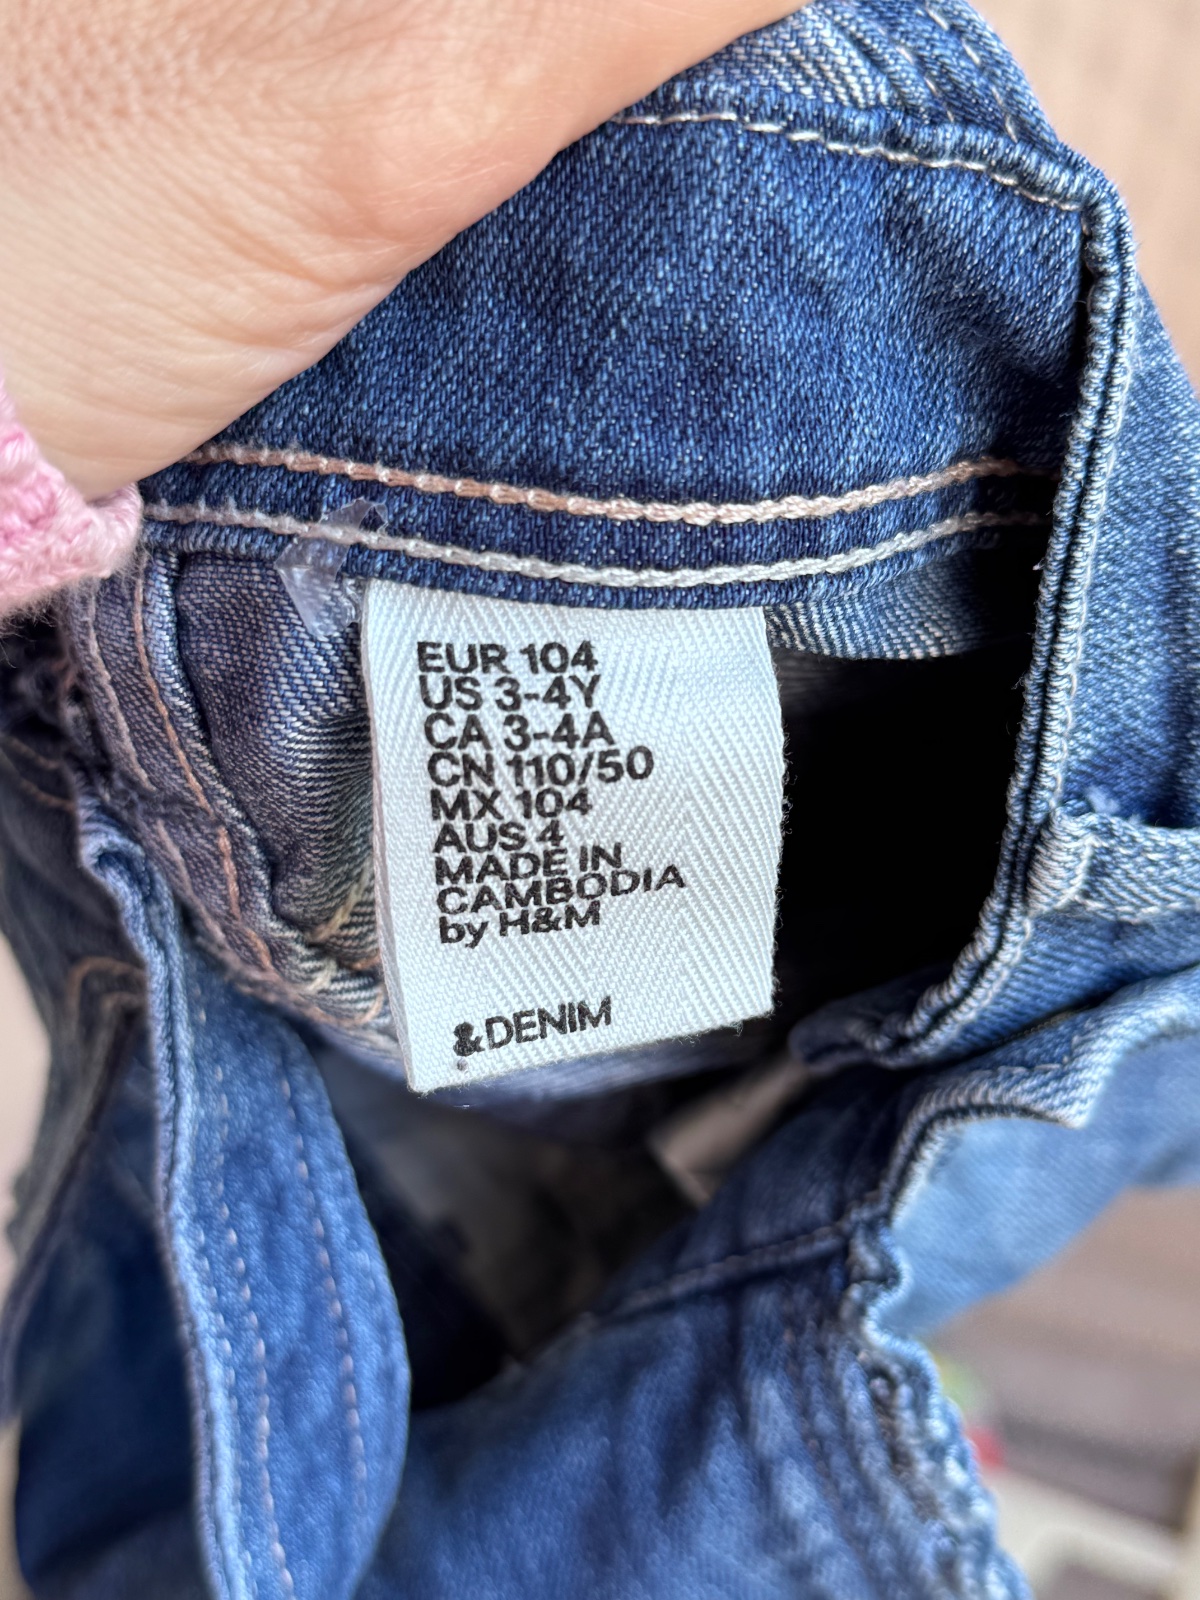 EUR 104
US 3-4Y
CA 3-4A
CN 110/50
MX 104
AUS 4
MADE IN
CAMBODIA
by H&M
&DENIM